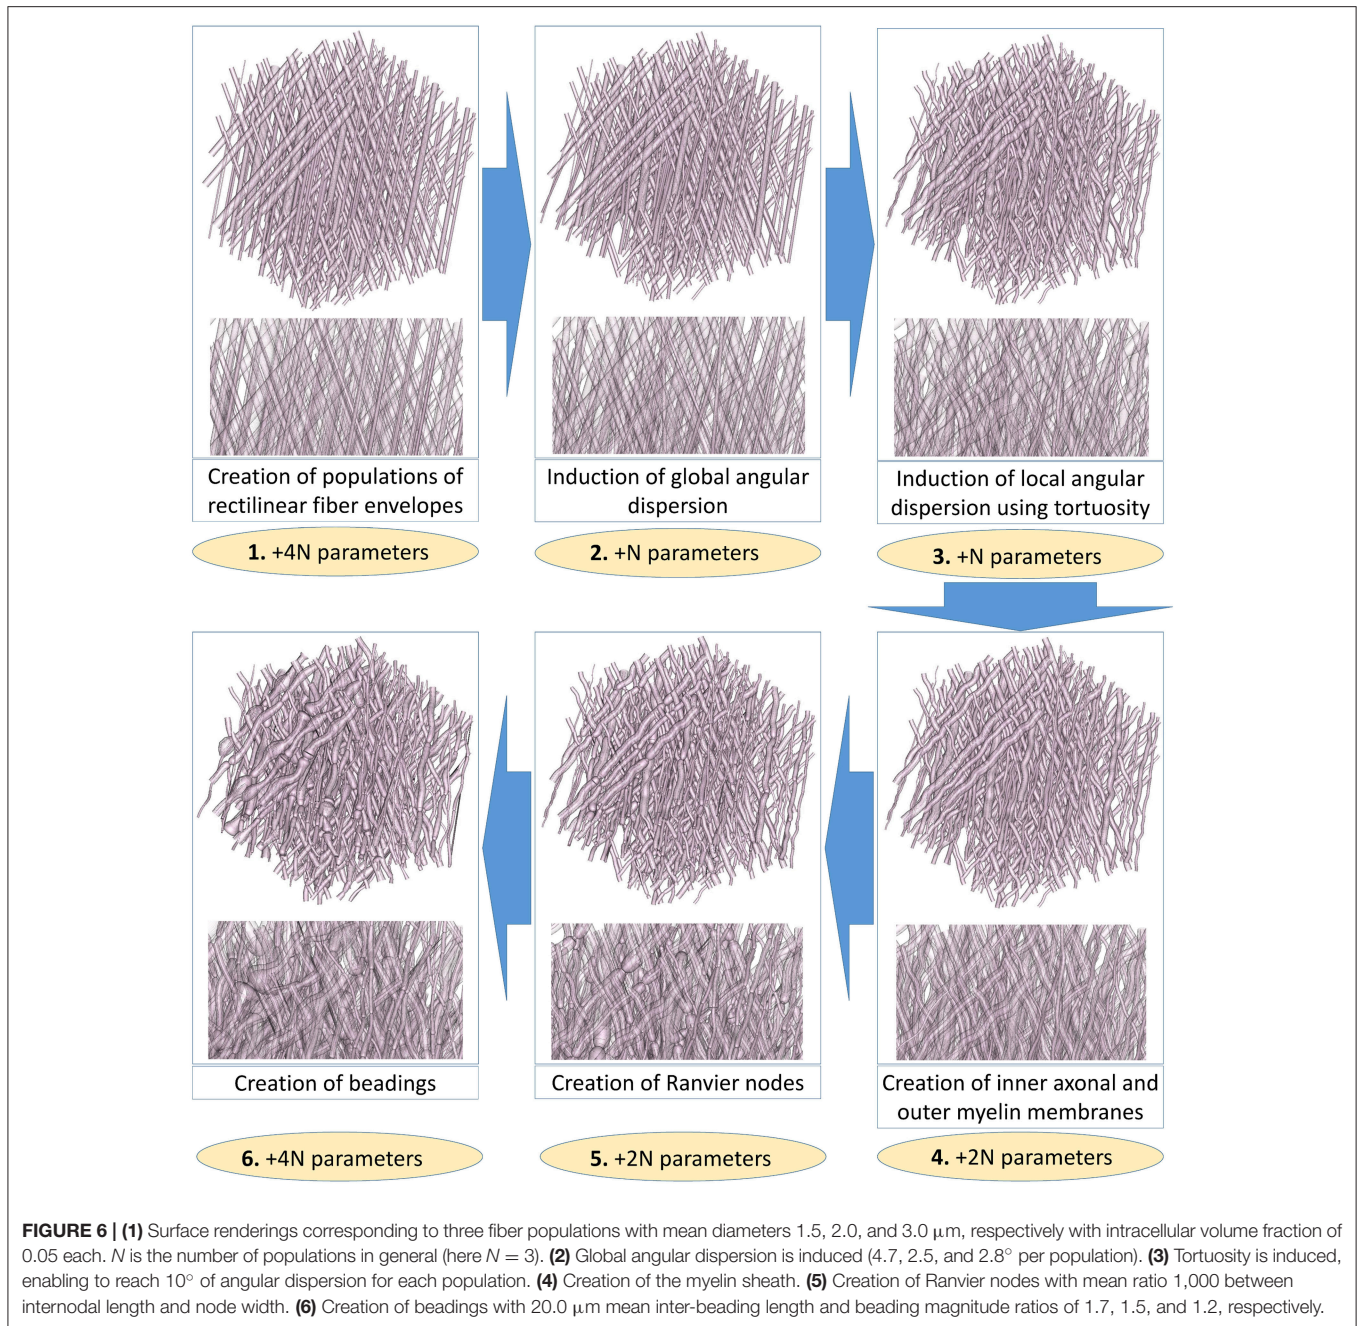 Creation of populations of
rectilinear fiber envelopes
1. +4N parameters
Induction of global angular
dispersion
2. +N parameters
Induction of local angular
dispersion using tortuosity
3. +N parameters
Creation of beadings
6. +4N parameters
Creation of Ranvier nodes
5. +2N parameters
Creation of inner axonal and
outer myelin membranes
4. +2N parameters
FIGURE 6 | (1) Surface renderings corresponding to three fiber populations with mean diameters 1.5, 2.0, and 3.0 μm, respectively with intracellular volume fraction of
0.05 each. N is the number of populations in general (here N = 3). (2) Global angular dispersion is induced (4.7, 2.5, and 2.8° per population). (3) Tortuosity is induced,
enabling to reach 10° of angular dispersion for each population. (4) Creation of the myelin sheath. (5) Creation of Ranvier nodes with mean ratio 1,000 between
internodal length and node width. (6) Creation of beadings with 20.0 μm mean inter-beading length and beading magnitude ratios of 1.7, 1.5, and 1.2, respectively.